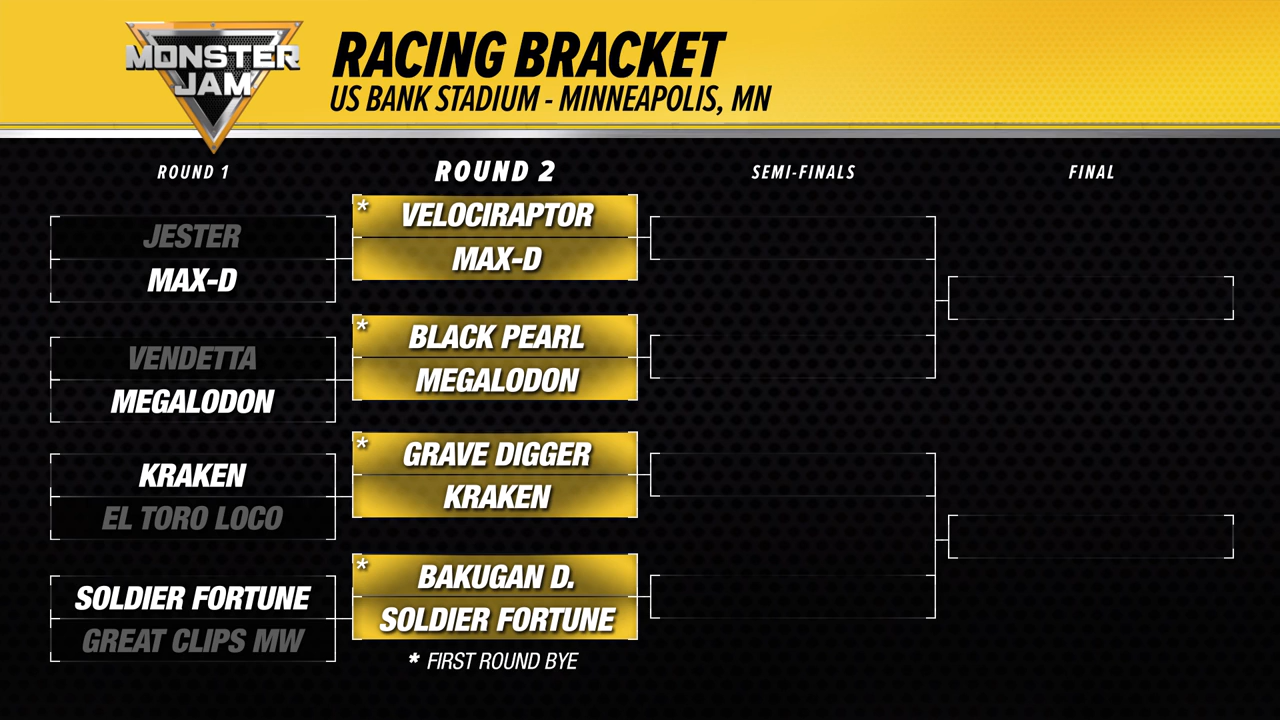 MONSTER
JAM
RACING BRACKET
US BANK STADIUM - MINNEAPOLIS, MN
ROUND 1
JESTER
MAX-D
VENDETTA
MEGALODON
KRAKEN
EL TORO LOCO
SOLDIER FORTUNE
GREAT CLIPS MW
ROUND 2
* VELOCIRAPTOR
MAX-D
* BLACK PEARL
MEGALODON
* GRAVE DIGGER
KRAKEN
* BAKUGAN D.
SOLDIER FORTUNE
* FIRST ROUND BYE
SEMI-FINALS
FINAL